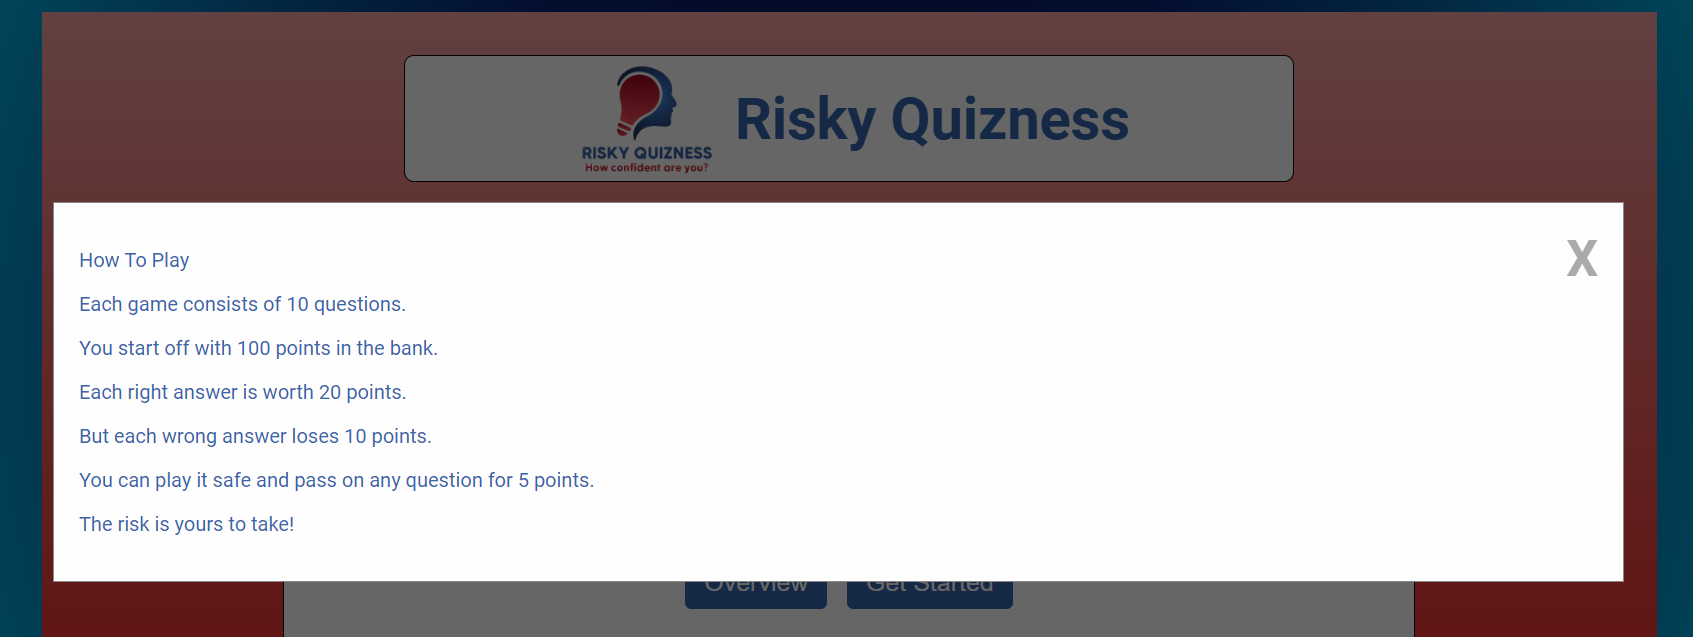 RISKY QUIZNESS
How confident are you?
Risky Quizness
X
How To Play
Each game consists of 10 questions.
You start off with 100 points in the bank.
Each right answer is worth 20 points.
But each wrong answer loses 10 points.
You can play it safe and pass on any question for 5 points.
The risk is yours to take!
Overview
Get Started